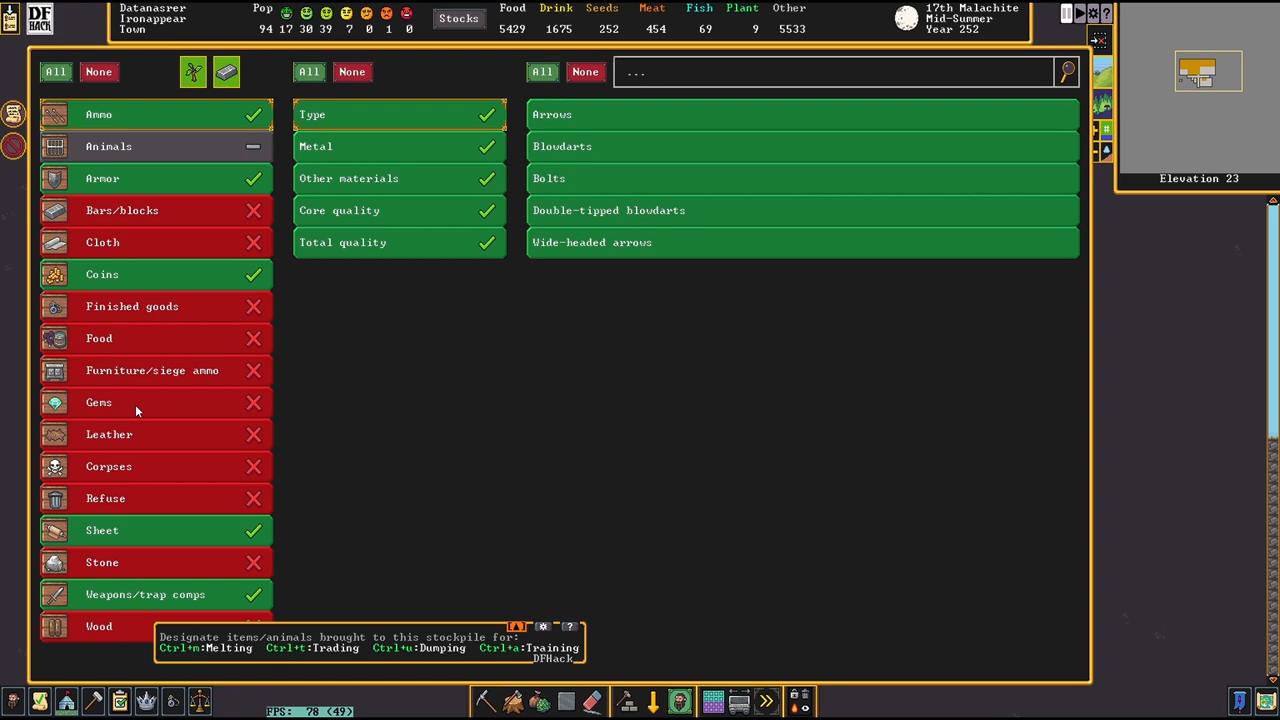 Datanasrer
Ironappear
Town
DF
HACK
Pop
94 17 30 39 7 0 1 0
Stocks
Food Drink Seeds Meat Fish Plant Other
5429 1675 252 454 69 9 5533
17th Malachite
Mid-Summer
Year 252
?
Elevation 23
All None
All None
All None
...
Ammo
Animals
Armor
Bars/blocks
Cloth
Coins
Finished goods
Food
Furniture/siege ammo
Gems
Leather
Corpses
Refuse
Sheet
Stone
Weapons/trap comps
Wood
Type
Metal
Other materials
Core quality
Total quality
Arrows
Blowdarts
Bolts
Double-tipped blowdarts
Wide-headed arrows
?
Designate items/animals brought to this stockpile for:
Ctrl+m:Melting Ctrl+t:Trading Ctrl+u:Dumping Ctrl+a:Training
DFHack
FPS: 78 (49)